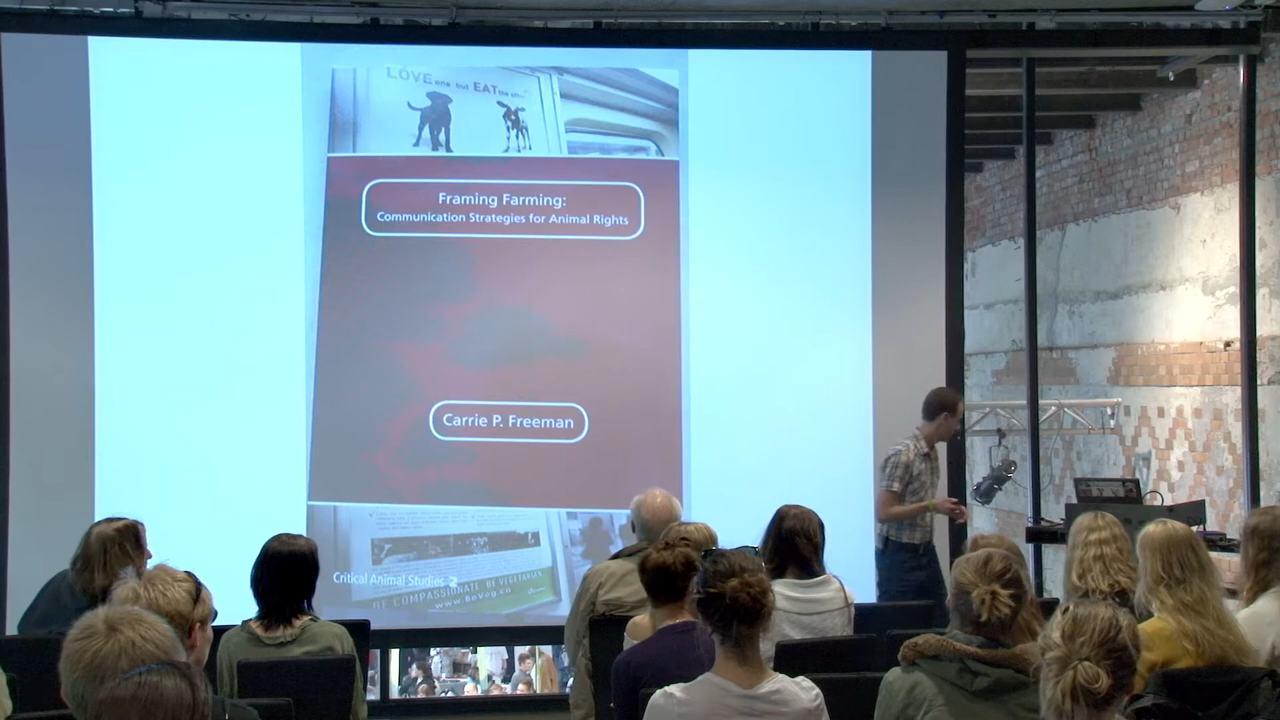 LOVE one but EAT the other
Framing Farming:
Communication Strategies for Animal Rights
Carrie P. Freeman
Critical Animal Studies 2
BE COMPASSIONATE BE VEGETARIAN
www.BeVeg.ca